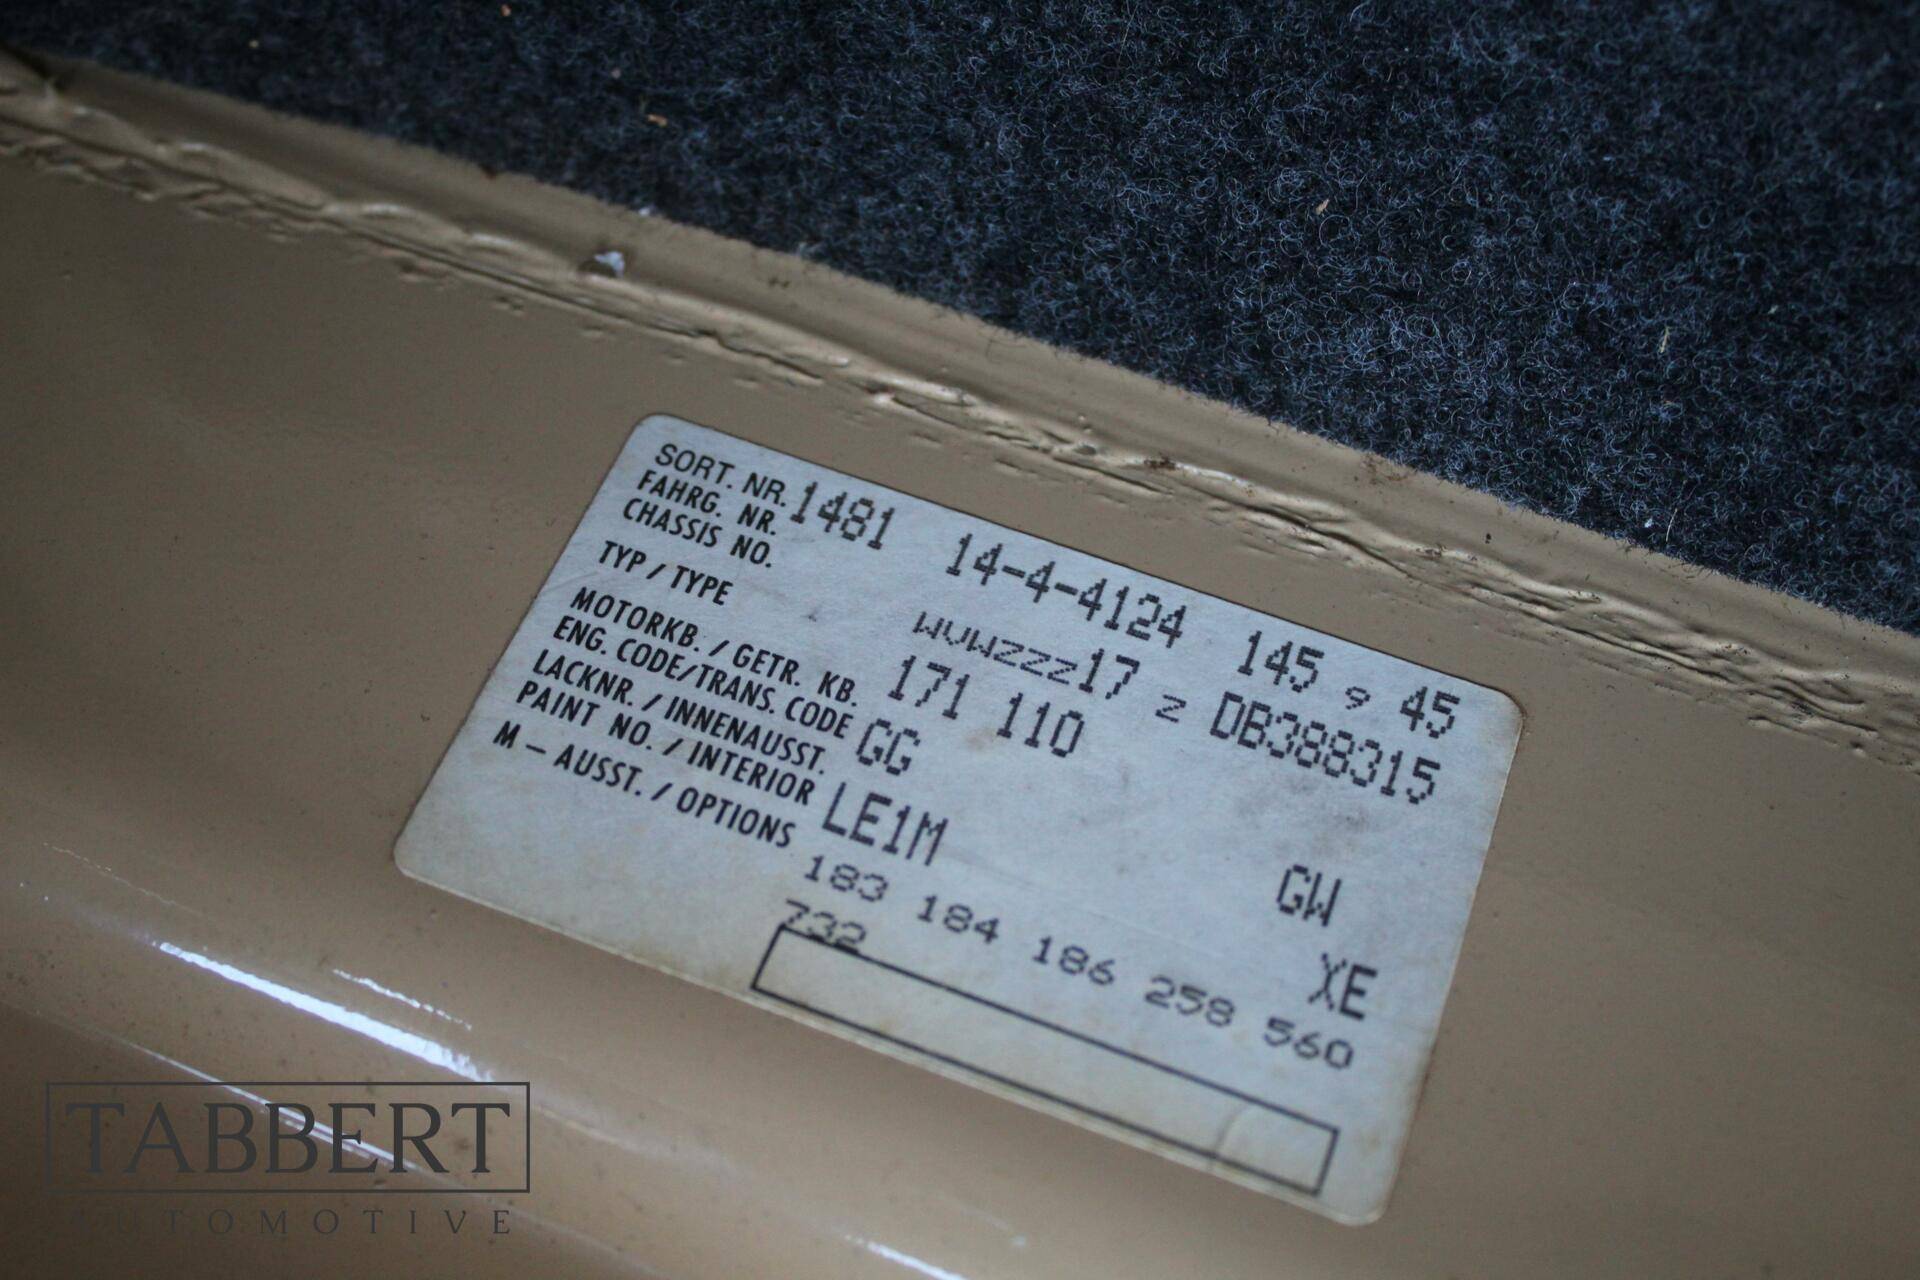 SORT. NR. 1481 14-4-4124 145 9 45
FAHRG. NR.
CHASSIS NO. WVWZZZ17 Z DB388315
TYP / TYPE 171 110
MOTORKB. / GETR. KB.
ENG. CODE/TRANS. CODE GG GW
LACKNR. / INNENAUSST.
PAINT NO. / INTERIOR LE1M XE
M – AUSST. / OPTIONS 183 184 186 258 560
732
TABBERT
AUTOMOTIVE